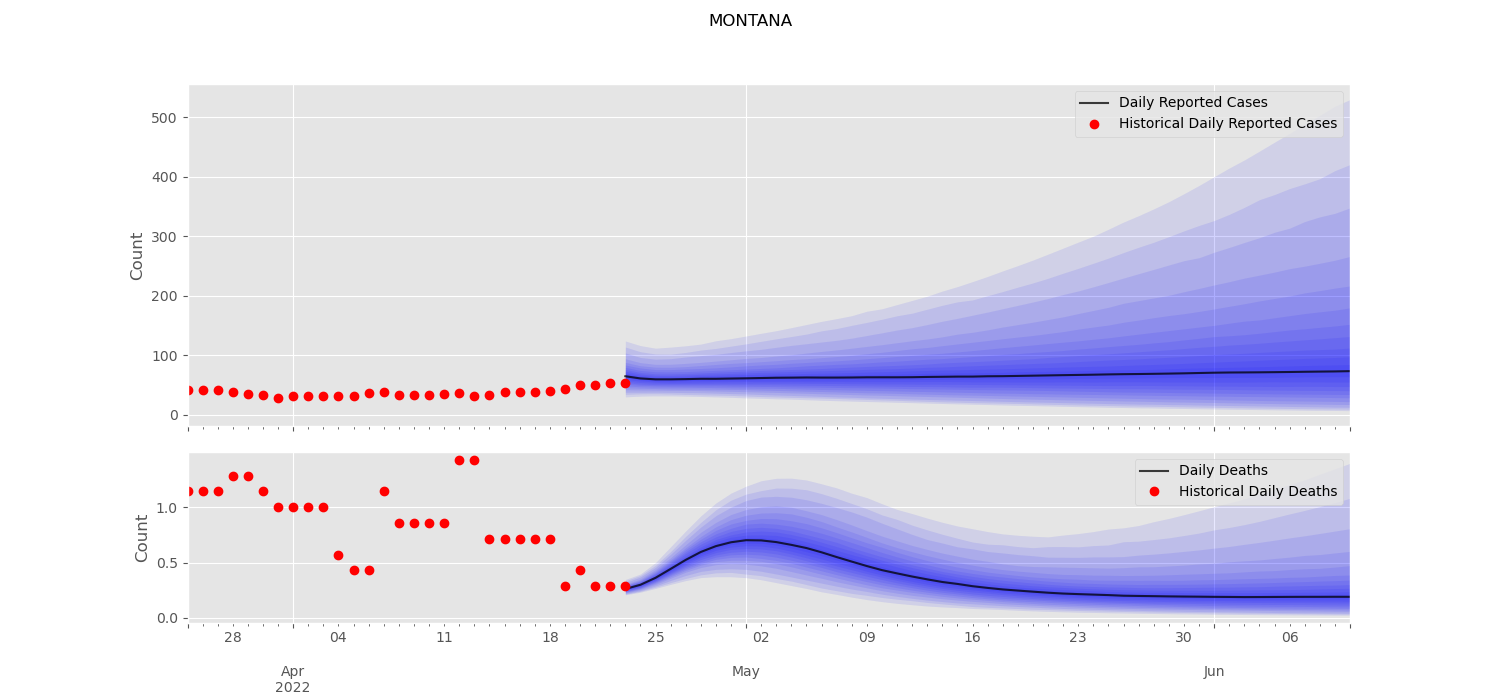 MONTANA
Count
500
400
300
200
100
0
Daily Reported Cases
Historical Daily Reported Cases
Count
1.0
0.5
0.0
Daily Deaths
Historical Daily Deaths
28 04 11 18 25 02 09 16 23 30 06
Apr May Jun
2022